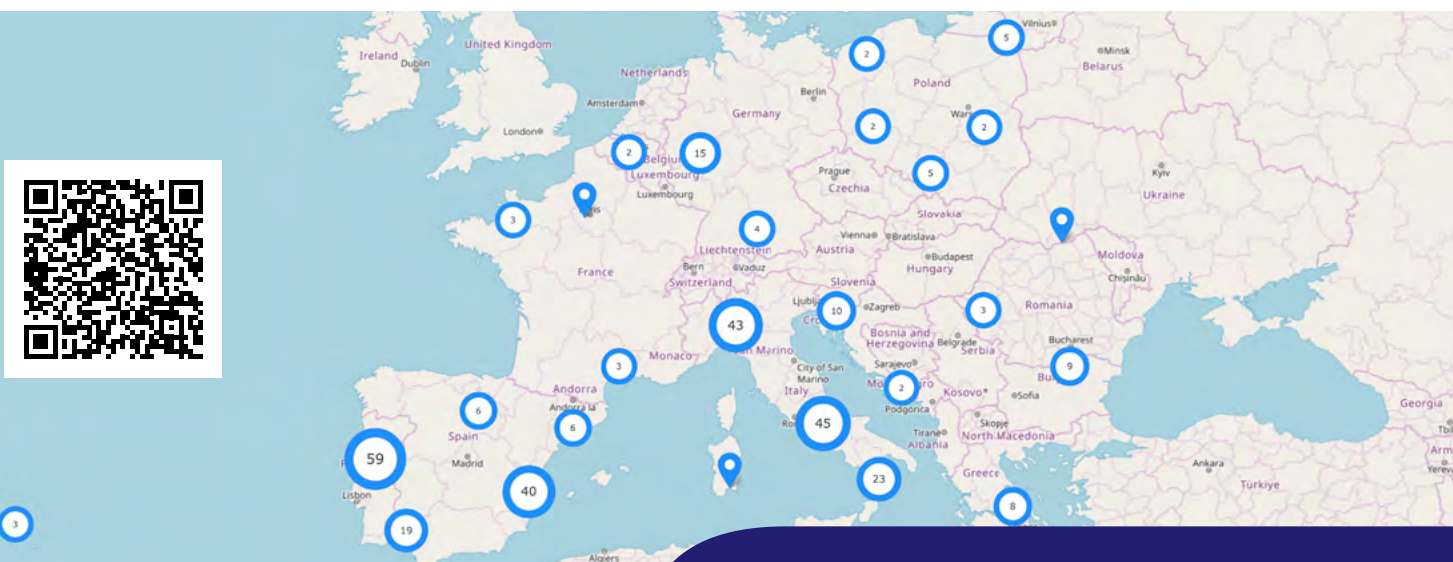 Vilnius
5
Minsk
Belarus
United Kingdom
2
Ireland
Dublin
Netherlands
Poland
Berlin
Amsterdam
Germany
London
2
2
2
15
Luxembourg
Prague
5
Kyiv
Czechia
Luxembourg
Ukraine
3
4
Slovakia
Vienna
Bratislava
Liechtenstein
Austria
Moldova
Budapest
Bern
Vaduz
Hungary
France
Switzerland
Chișinău
Slovenia
Zagreb
10
3
Romania
43
Bosnia and
Herzegovina
Belgrade
Serbia
Bucharest
Monaco
San Marino
Sarajevo
City of San
Marino
3
9
Italy
2
Kosovo*
Sofia
Andorra
Andorra la
Podgorica
6
6
45
Skopje
North Macedonia
Tirane
Albania
Georgia
Spain
59
Madrid
Greece
Ankara
Türkiye
23
40
Lisbon
8
3
19
Algiers